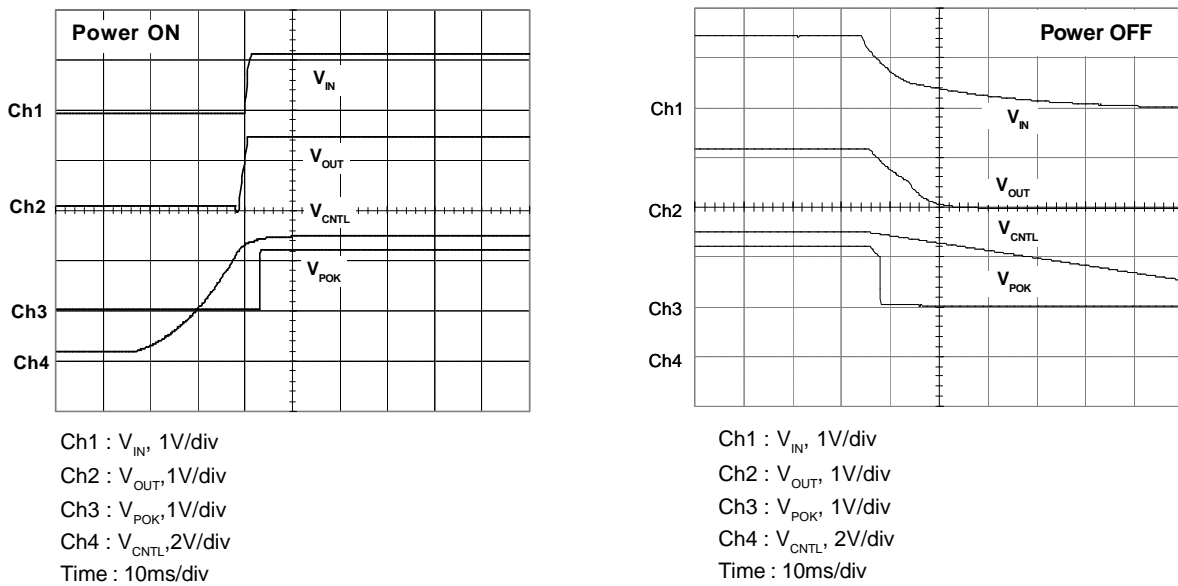 Power ON
V_IN
Ch1
V_OUT
Ch2
V_CNTL
V_POK
Ch3
Ch4
Ch1 : V_IN, 1V/div
Ch2 : V_OUT,1V/div
Ch3 : V_POK,1V/div
Ch4 : V_CNTL,2V/div
Time : 10ms/div
Power OFF
Ch1
V_IN
V_OUT
Ch2
V_CNTL
V_POK
Ch3
Ch4
Ch1 : V_IN, 1V/div
Ch2 : V_OUT, 1V/div
Ch3 : V_POK, 1V/div
Ch4 : V_CNTL, 2V/div
Time : 10ms/div